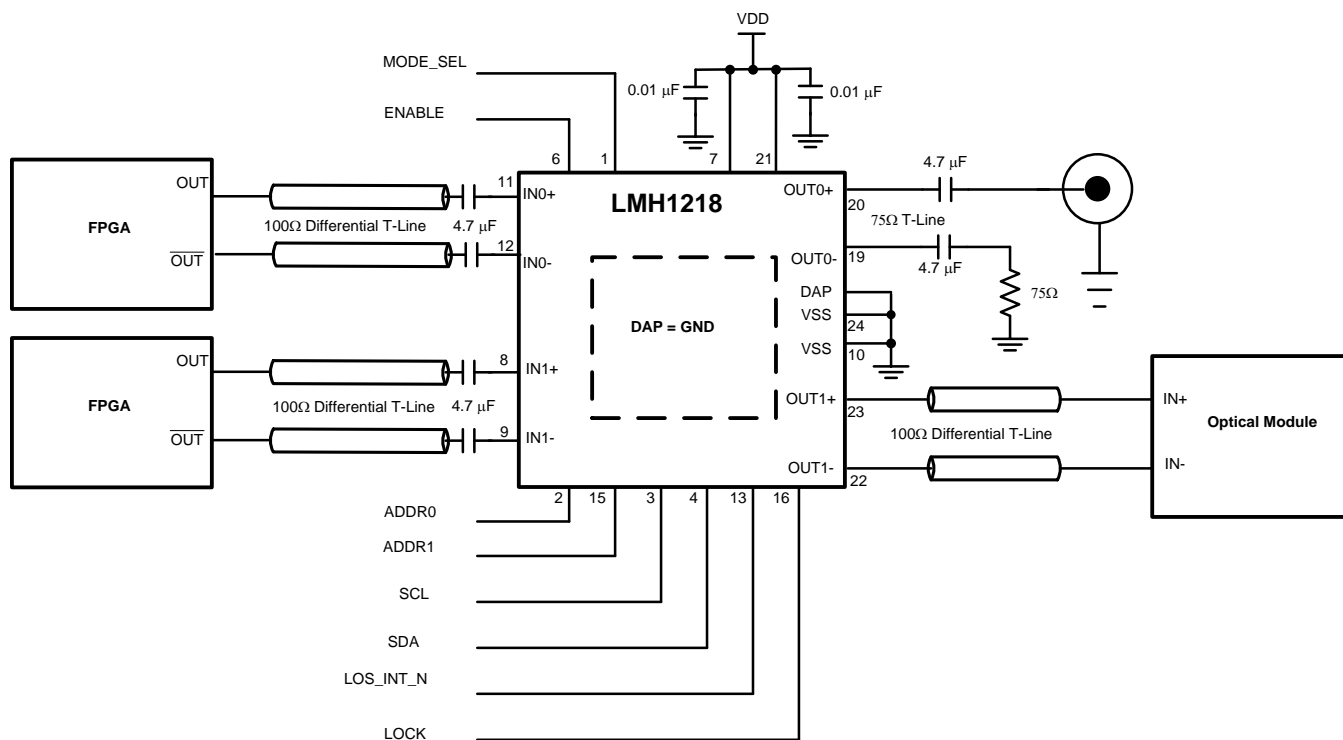 VDD
MODE_SEL
0.01 µF
0.01 µF
ENABLE
6
1
7
21
4.7 µF
FPGA
OUT
OUT
100Ω Differential T-Line
4.7 µF
11
12
IN0+
IN0-
LMH1218
OUT0+
20
75Ω T-Line
OUT0-
19
4.7 µF
75Ω
DAP
VSS
24
VSS
10
DAP = GND
FPGA
OUT
OUT
100Ω Differential T-Line
4.7 µF
8
9
IN1+
IN1-
OUT1+
23
100Ω Differential T-Line
OUT1-
22
IN+
IN-
Optical Module
2
15
3
4
13
16
ADDR0
ADDR1
SCL
SDA
LOS_INT_N
LOCK